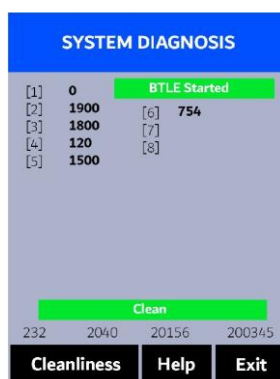 SYSTEM DIAGNOSIS
[1] 0 BTLE Started
[2] 1900 [6] 754
[3] 1800 [7]
[4] 120 [8]
[5] 1500
Clean
232 2040 20156 200345
Cleanliness Help Exit